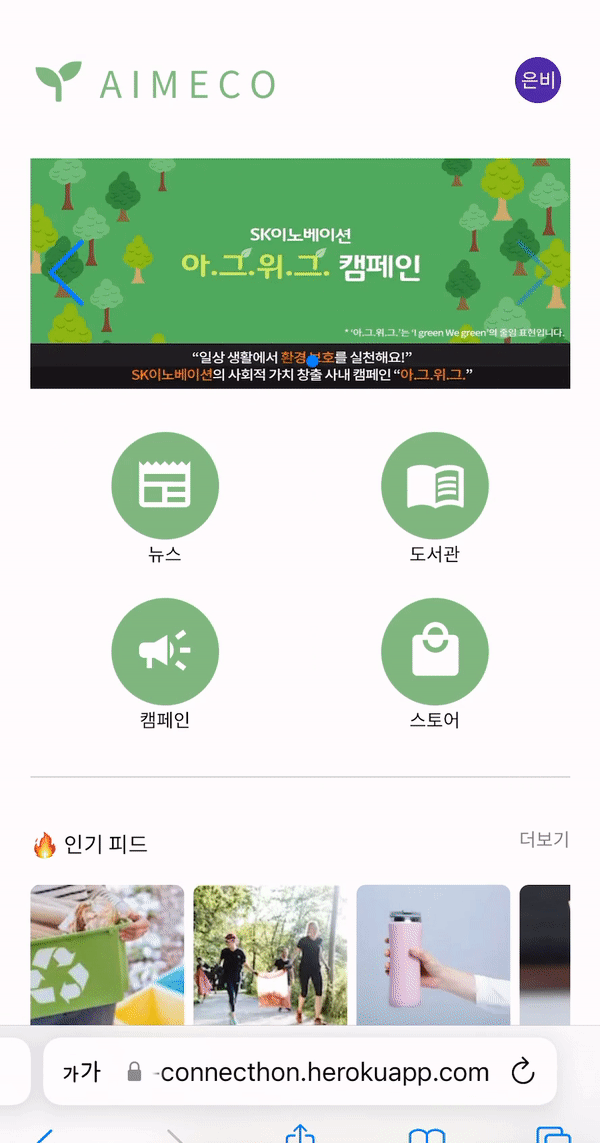 AIMECO
은비
SK이노베이션
아.그.위.그. 캠페인
* '아.그.위.그.'는 'I green We green'의 줄임 표현입니다.
“일상 생활에서 환경 보호를 실천해요!”
SK이노베이션의 사회적 가치 창출 사내 캠페인 “아.그.위.그.”
뉴스
도서관
캠페인
스토어
🔥 인기 피드
더보기
가가
-connecthon.herokuapp.com